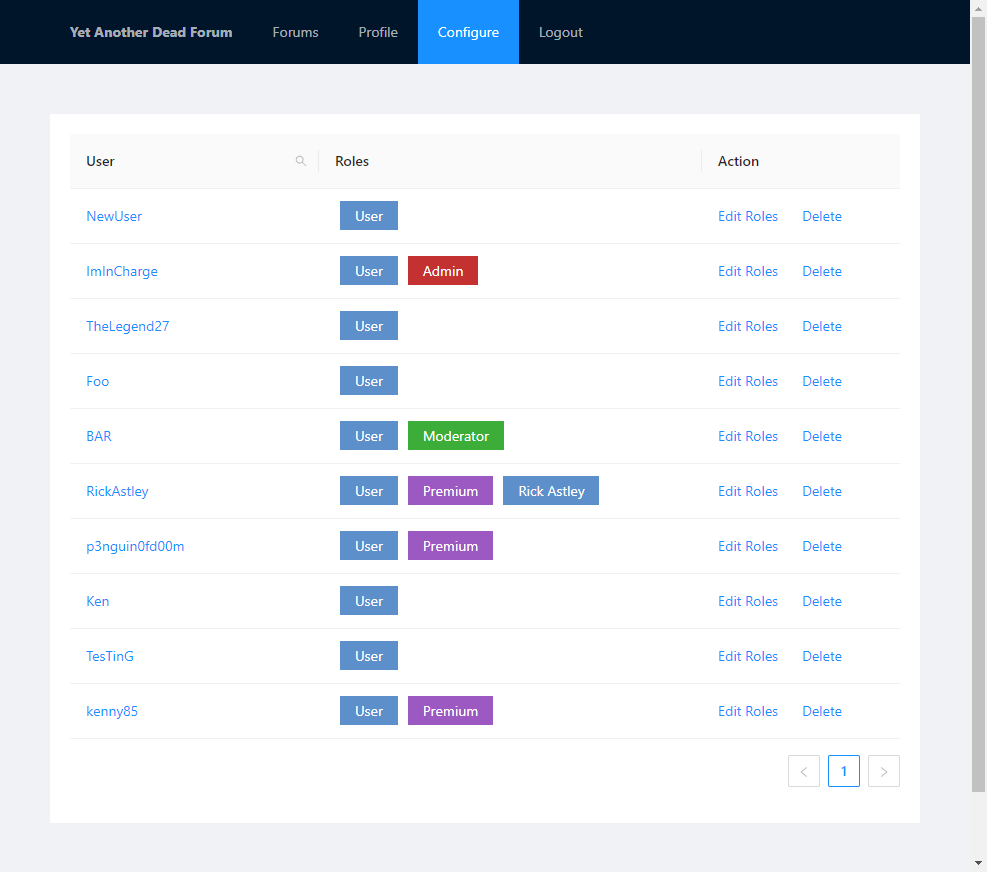 Yet Another Dead Forum Forums Profile Configure Logout
User Roles Action
NewUser User Edit Roles Delete
ImInCharge User Admin Edit Roles Delete
TheLegend27 User Edit Roles Delete
Foo User Edit Roles Delete
BAR User Moderator Edit Roles Delete
RickAstley User Premium Rick Astley Edit Roles Delete
p3nguin0fd00m User Premium Edit Roles Delete
Ken User Edit Roles Delete
TesTinG User Edit Roles Delete
kenny85 User Premium Edit Roles Delete
< 1 >